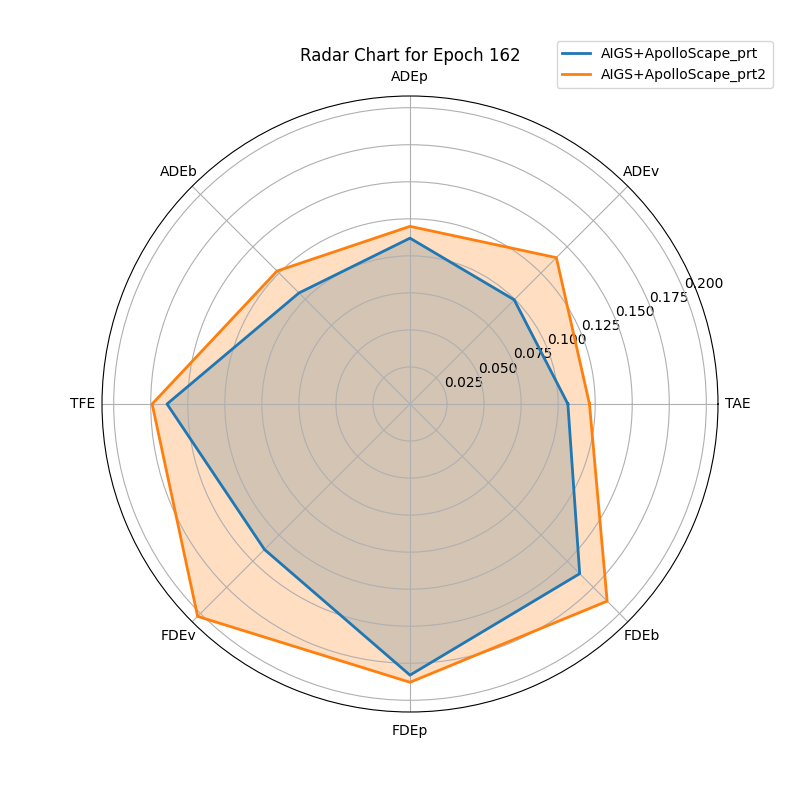 Radar Chart for Epoch 162
AIGS+ApolloScape_prt
AIGS+ApolloScape_prt2
ADEp
ADEb
ADEv
0.200
0.175
0.150
0.125
0.100
0.075
0.050
0.025
TFE
TAE
FDEv
FDEb
FDEp